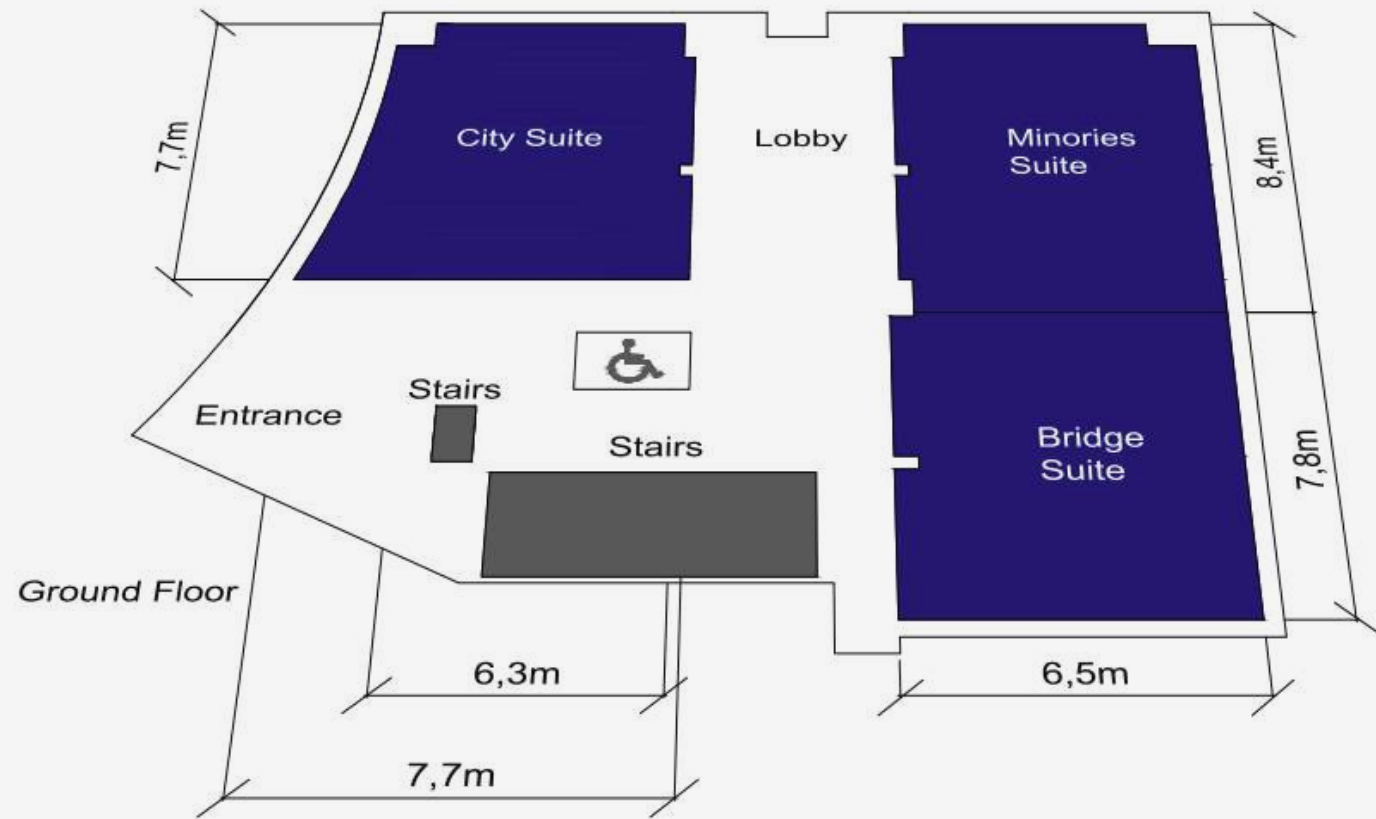 City Suite
Lobby
Minories
Suite
7,7m
8,4m
Stairs
Entrance
Stairs
Bridge
Suite
7,8m
Ground Floor
6,3m
6,5m
7,7m